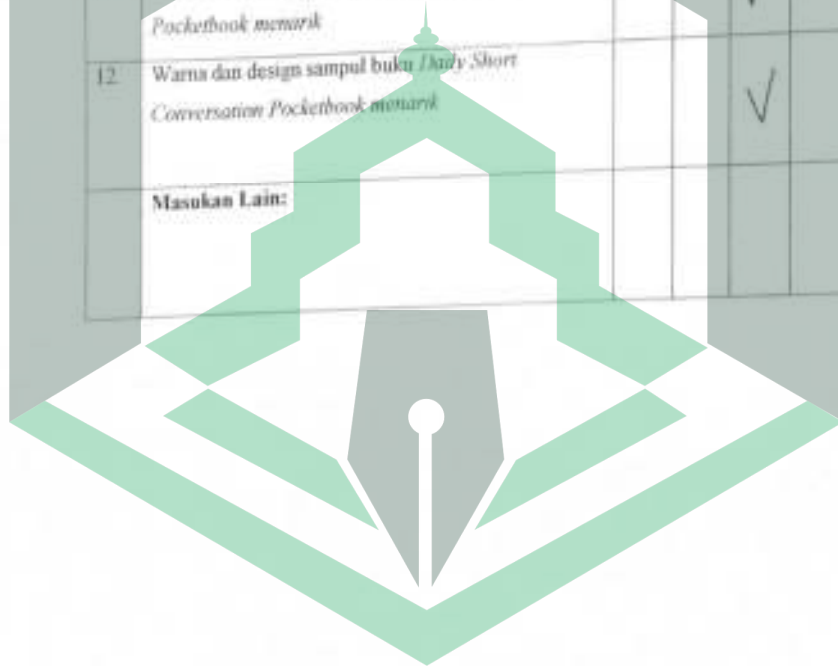 Pocketbook menarik
12 Warna dan design sampul buku Daily Short
Conversation Pocketbook menarik
√
Masukan Lain: